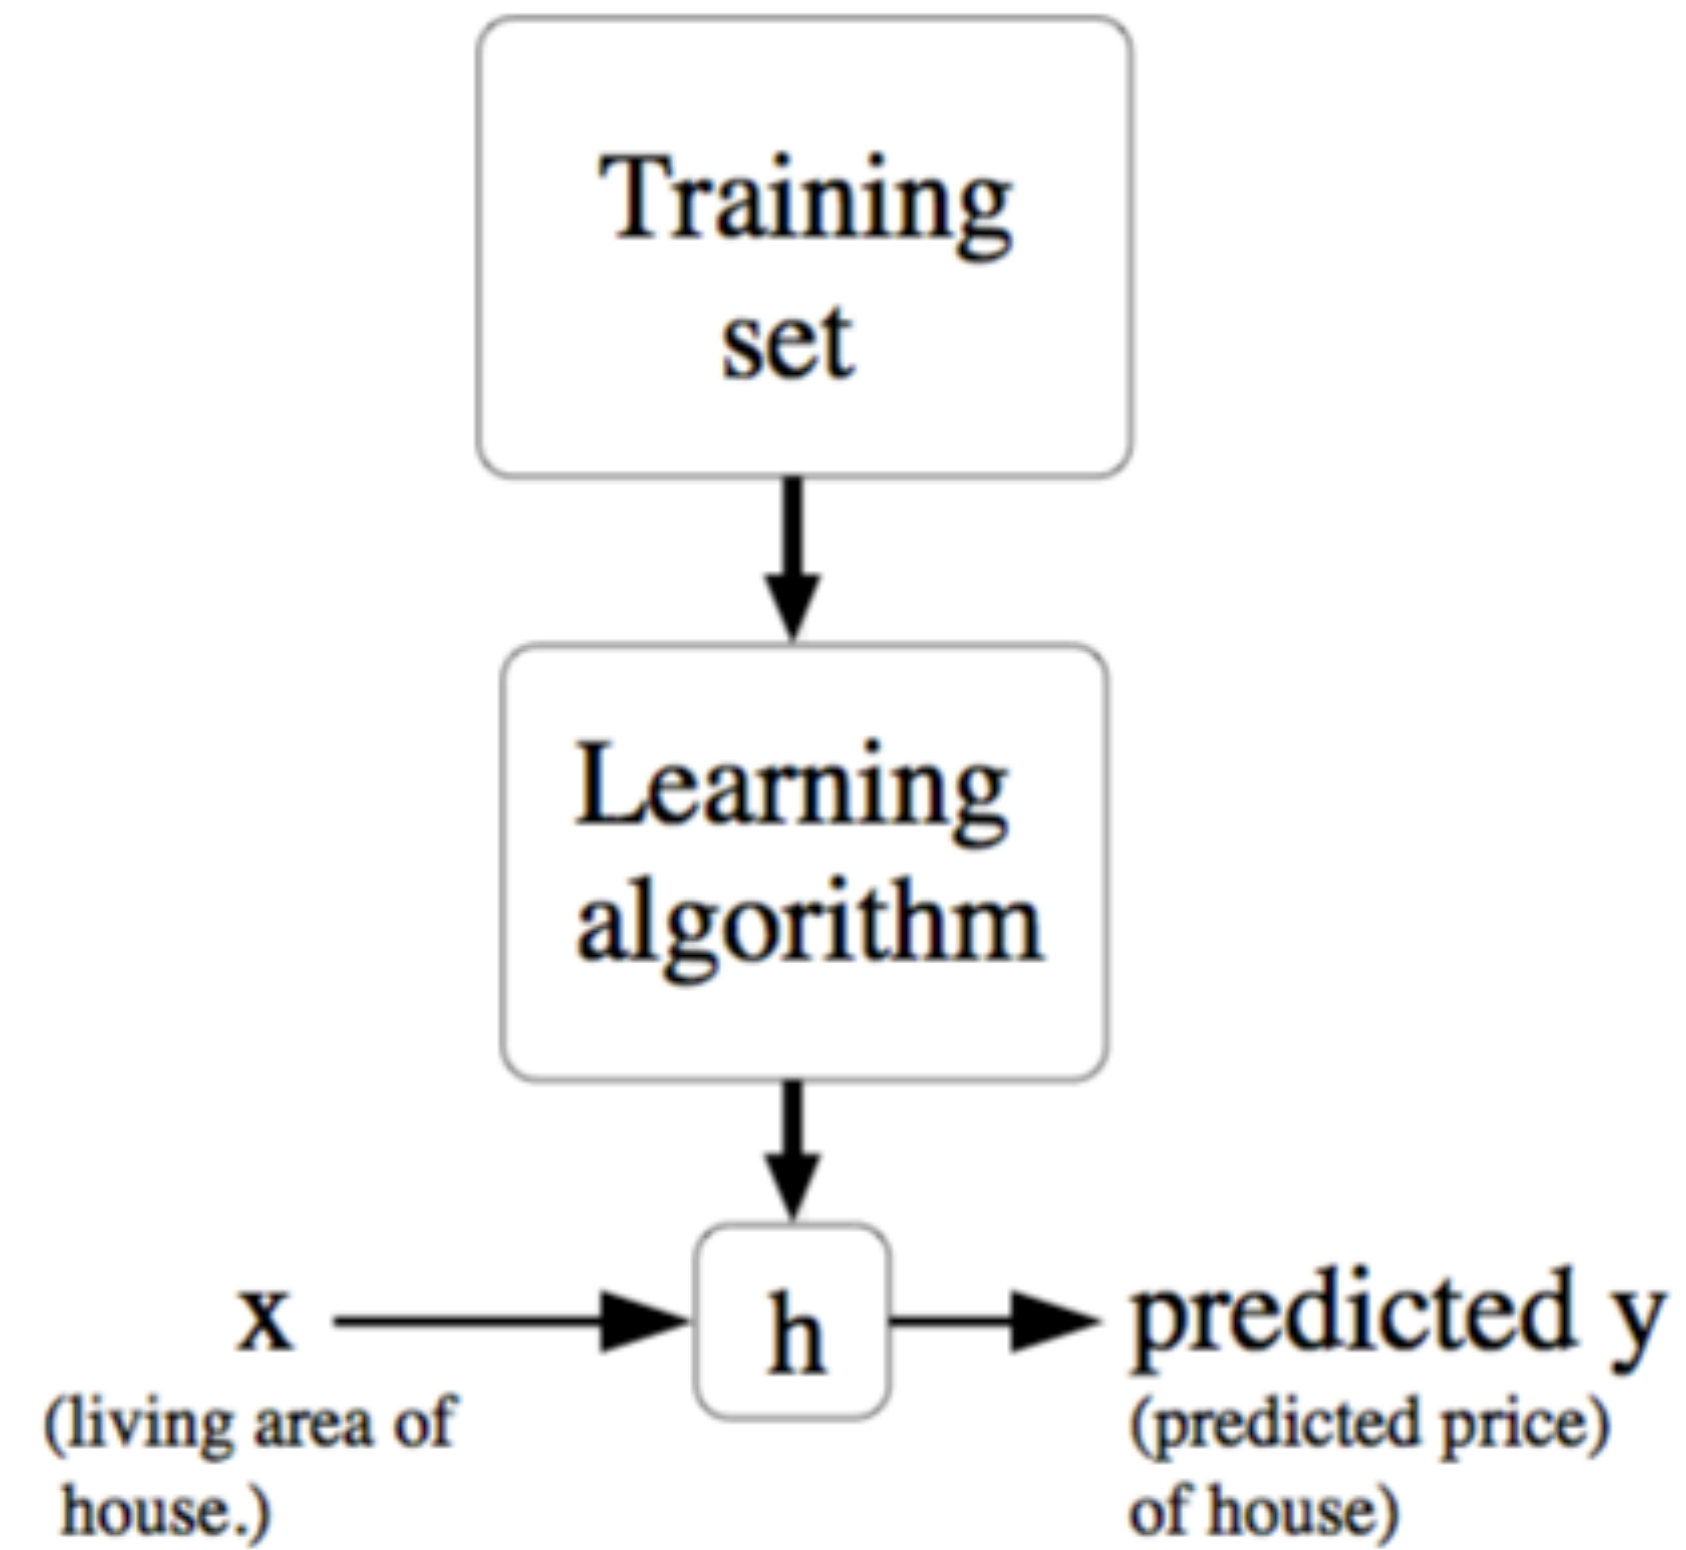 Training
set
Learning
algorithm
x
h
predicted y
(living area of
house.)
(predicted price)
of house)